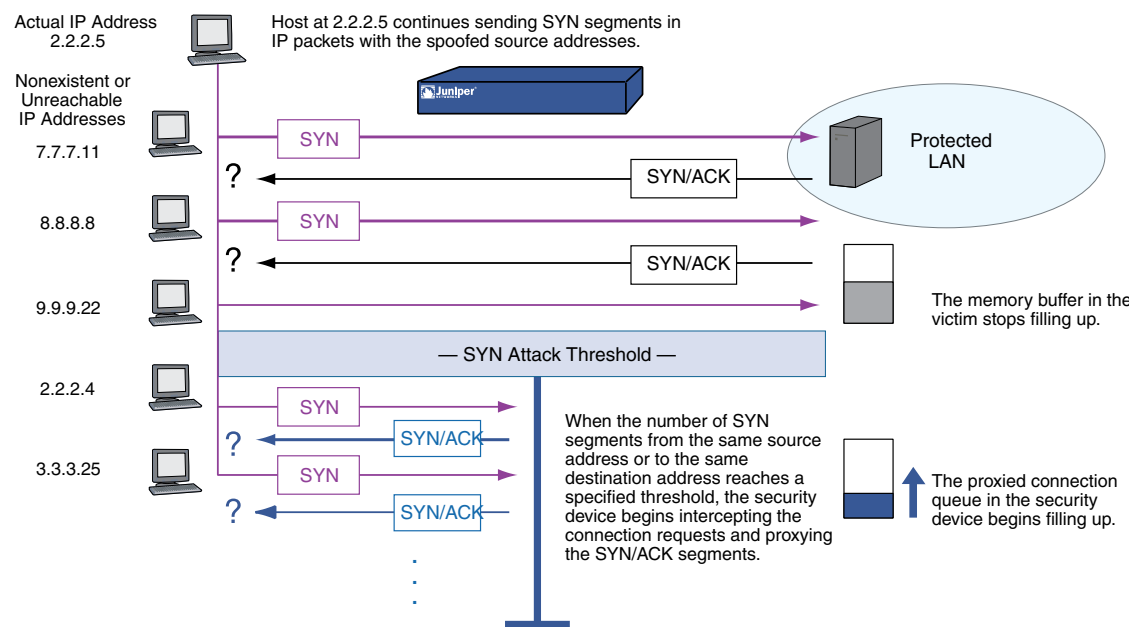 Actual IP Address
2.2.2.5
Host at 2.2.2.5 continues sending SYN segments in
IP packets with the spoofed source addresses.
Nonexistent or
Unreachable
IP Addresses
Juniper
7.7.7.11
SYN
Protected
LAN
?
SYN/ACK
8.8.8.8
SYN
?
SYN/ACK
9.9.9.22
The memory buffer in the
victim stops filling up.
— SYN Attack Threshold —
2.2.2.4
SYN
?
SYN/ACK
3.3.3.25
SYN
?
SYN/ACK
When the number of SYN
segments from the same source
address or to the same
destination address reaches a
specified threshold, the security
device begins intercepting the
connection requests and proxying
the SYN/ACK segments.
The proxied connection
queue in the security
device begins filling up.